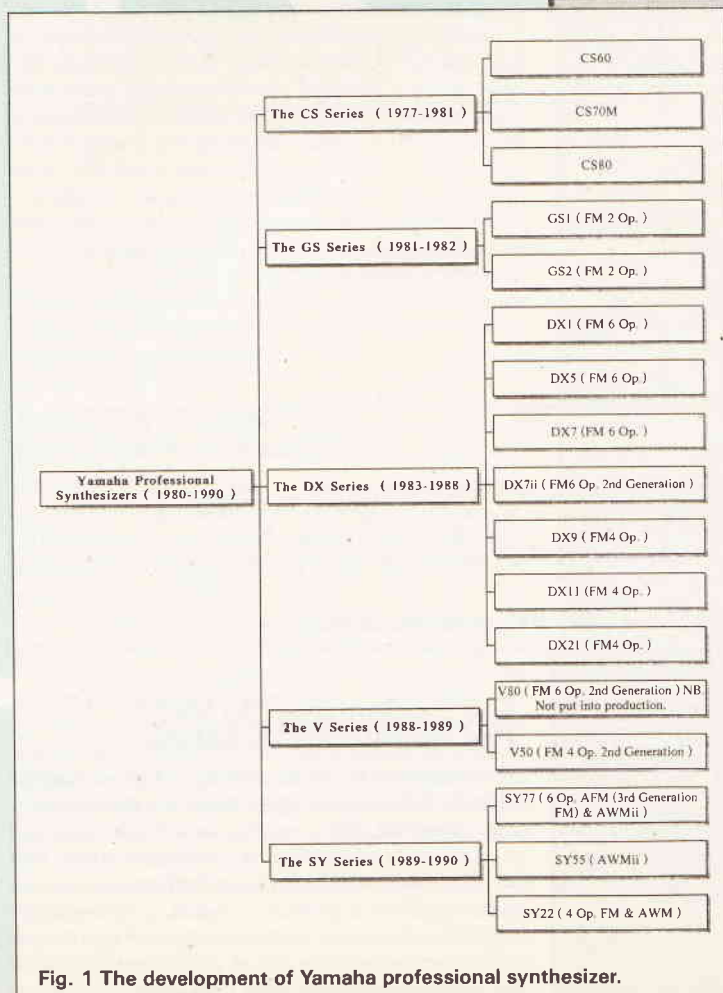 CS60
The CS Series ( 1977-1981 )
CS70M
CS80
GS1 ( FM 2 Op. )
The GS Series ( 1981-1982 )
GS2 ( FM 2 Op. )
DX1 ( FM 6 Op. )
DX5 ( FM 6 Op. )
DX7 (FM 6 Op. )
Yamaha Professional
Synthesizers ( 1980-1990 )
The DX Series ( 1983-1988 )
DX7ii ( FM6 Op. 2nd Generation )
DX9 ( FM4 Op. )
DX11 ( FM 4 Op. )
DX21 ( FM4 Op. )
The V Series ( 1988-1989 )
V80 ( FM 6 Op. 2nd Generation ) NB
Not put into production.
V50 ( FM 4 Op. 2nd Generation )
The SY Series ( 1989-1990 )
SY77 ( 6 Op. AFM (3rd Generation
FM) & AWMii )
SY55 ( AWMii )
SY22 ( 4 Op. FM & AWM )
Fig. 1 The development of Yamaha professional synthesizer.